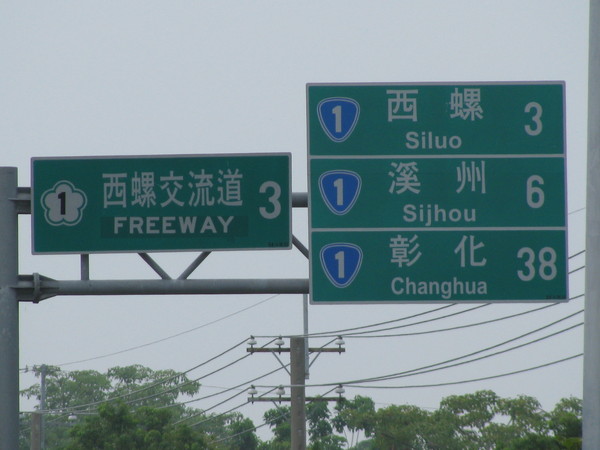 1 西螺交流道 3
FREEWAY
1 西螺 3
Siluo
1 溪州 6
Sijhou
1 彰化 38
Changhua